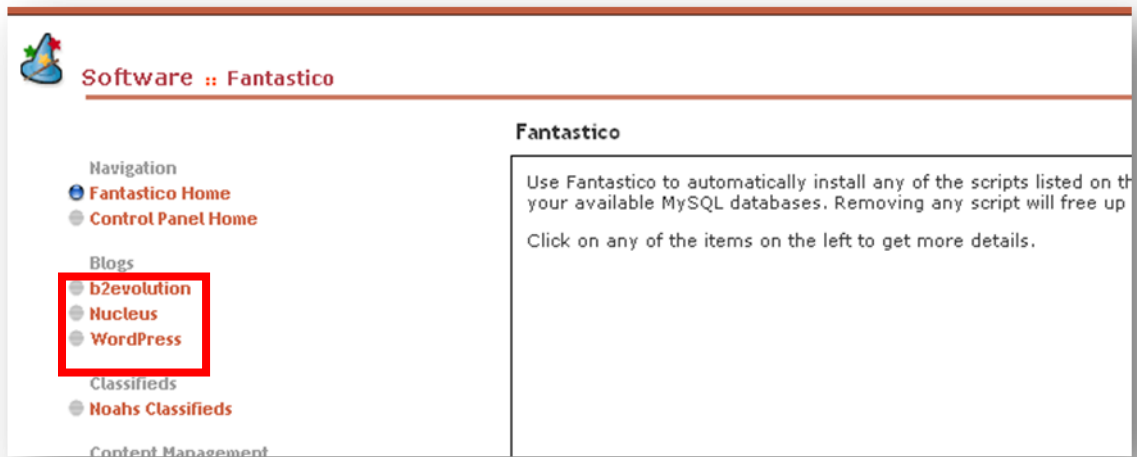 Software :: Fantastico
Navigation
Fantastico Home
Control Panel Home
Blogs
b2evolution
Nucleus
WordPress
Classifieds
Noahs Classifieds
Content Management
Fantastico
Use Fantastico to automatically install any of the scripts listed on th
your available MySQL databases. Removing any script will free up
Click on any of the items on the left to get more details.